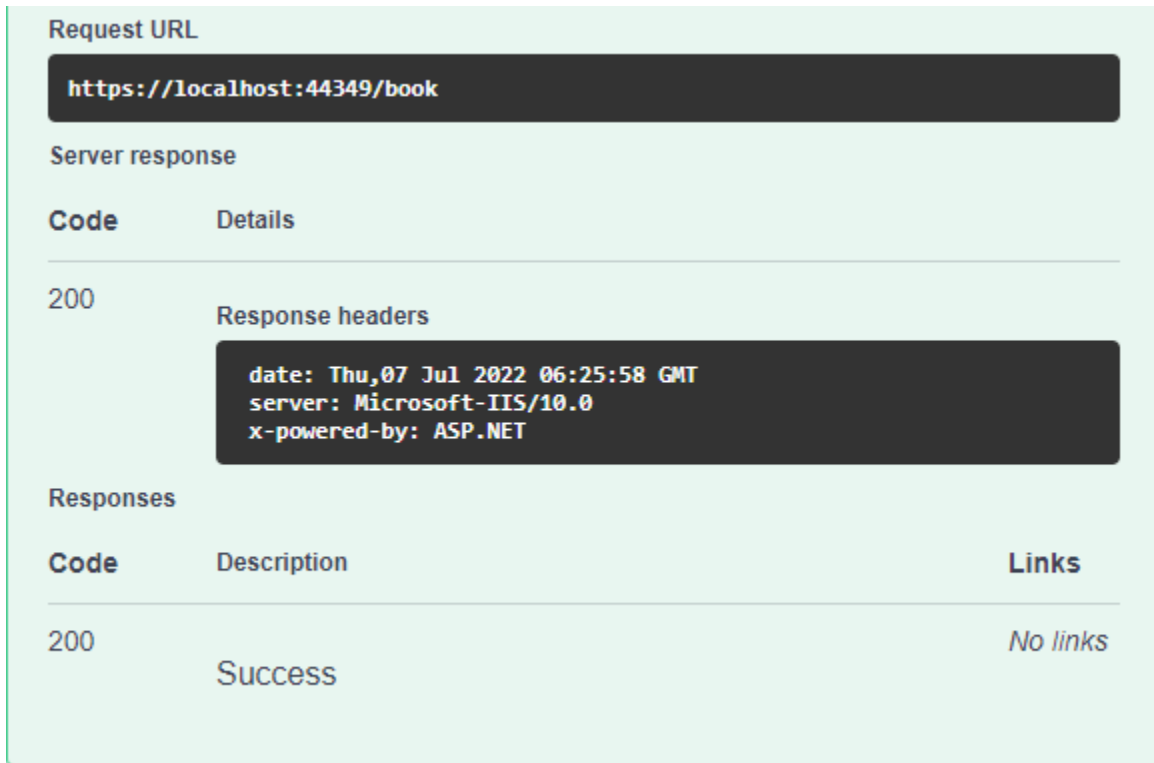 Request URL
https://localhost:44349/book
Server response
Code Details
200
Response headers
date: Thu,07 Jul 2022 06:25:58 GMT
server: Microsoft-IIS/10.0
x-powered-by: ASP.NET
Responses
Code Description Links
200 No links
Success